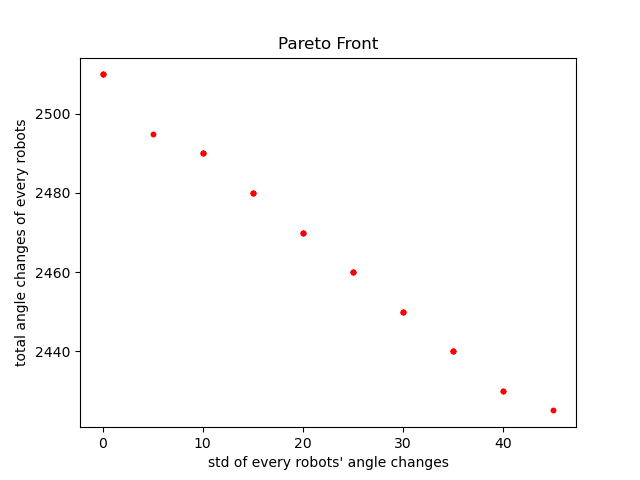 Pareto Front
total angle changes of every robots
2500
2480
2460
2440
0 10 20 30 40
std of every robots' angle changes